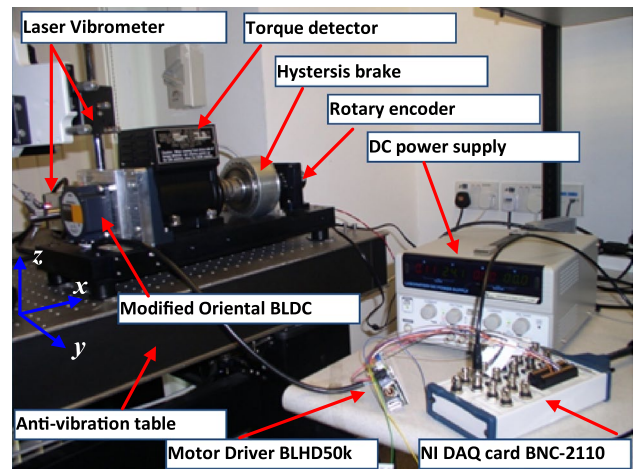 Laser Vibrometer
Torque detector
Hystersis brake
Rotary encoder
DC power supply
z
x
y
Modified Oriental BLDC
Anti-vibration table
Motor Driver BLHD50k
NI DAQ card BNC-2110